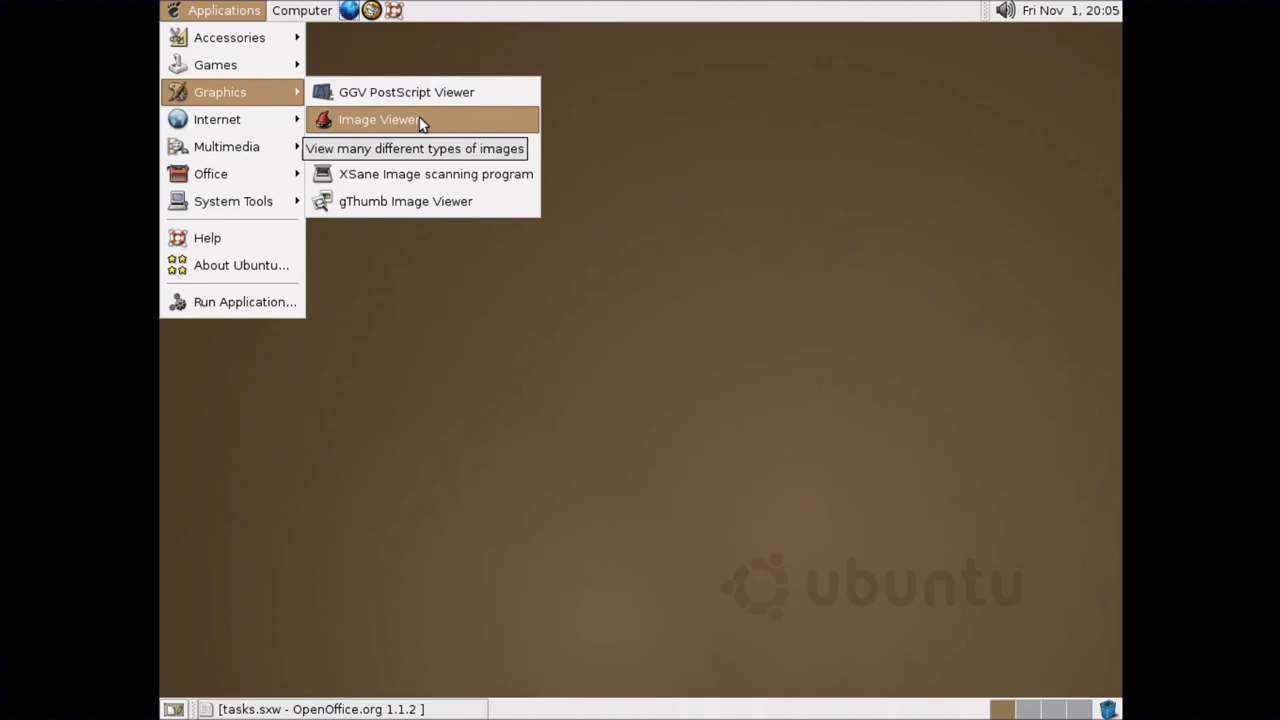 Applications Computer Fri Nov 1, 20:05
Accessories
Games
Graphics
Internet
Multimedia
Office
System Tools
Help
About Ubuntu...
Run Application...
GGV PostScript Viewer
Image Viewer
View many different types of images
XSane Image scanning program
gThumb Image Viewer
ubuntu
[tasks.sxw - OpenOffice.org 1.1.2 ]